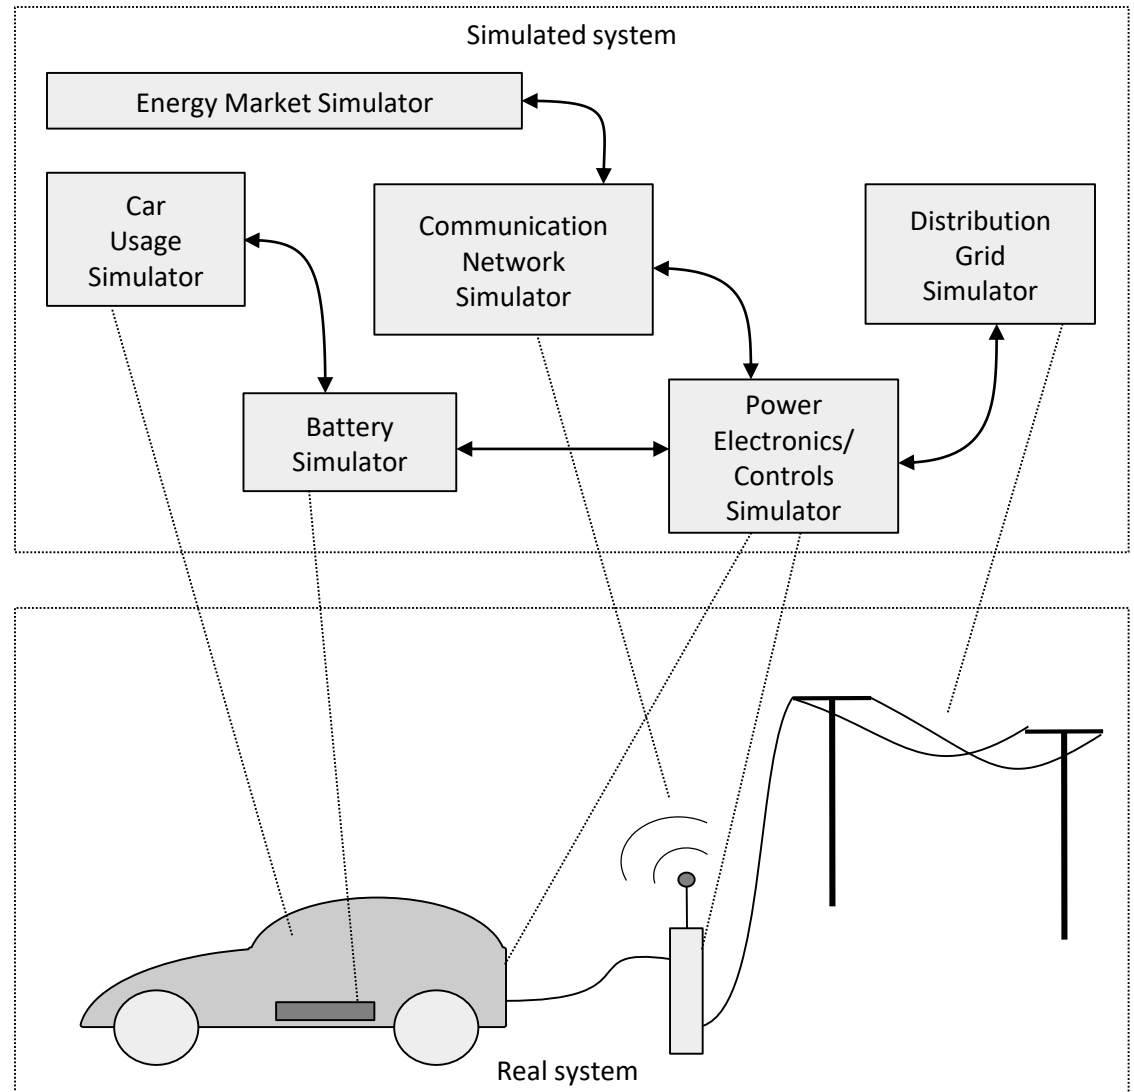 Simulated system
Energy Market Simulator
Car
Usage
Simulator
Communication
Network
Simulator
Distribution
Grid
Simulator
Battery
Simulator
Power
Electronics/
Controls
Simulator
Real system